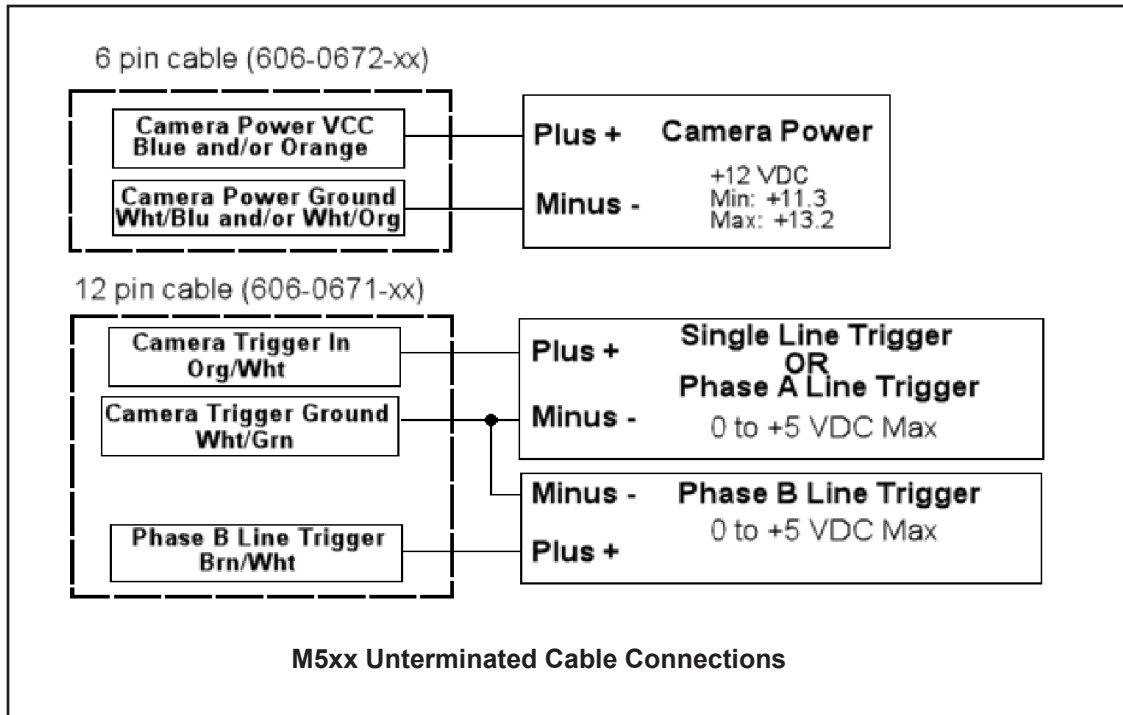 6 pin cable (606-0672-xx)
Camera Power VCC
Blue and/or Orange
Camera Power Ground
Wht/Blu and/or Wht/Org
Plus + Camera Power
+12 VDC
Min: +11.3
Max: +13.2
Minus -
12 pin cable (606-0671-xx)
Camera Trigger In
Org/Wht
Camera Trigger Ground
Wht/Grn
Phase B Line Trigger
Brn/Wht
Plus +
Single Line Trigger
OR
Phase A Line Trigger
Minus -
0 to +5 VDC Max
Minus - Phase B Line Trigger
0 to +5 VDC Max
Plus +
M5xx Unterminated Cable Connections